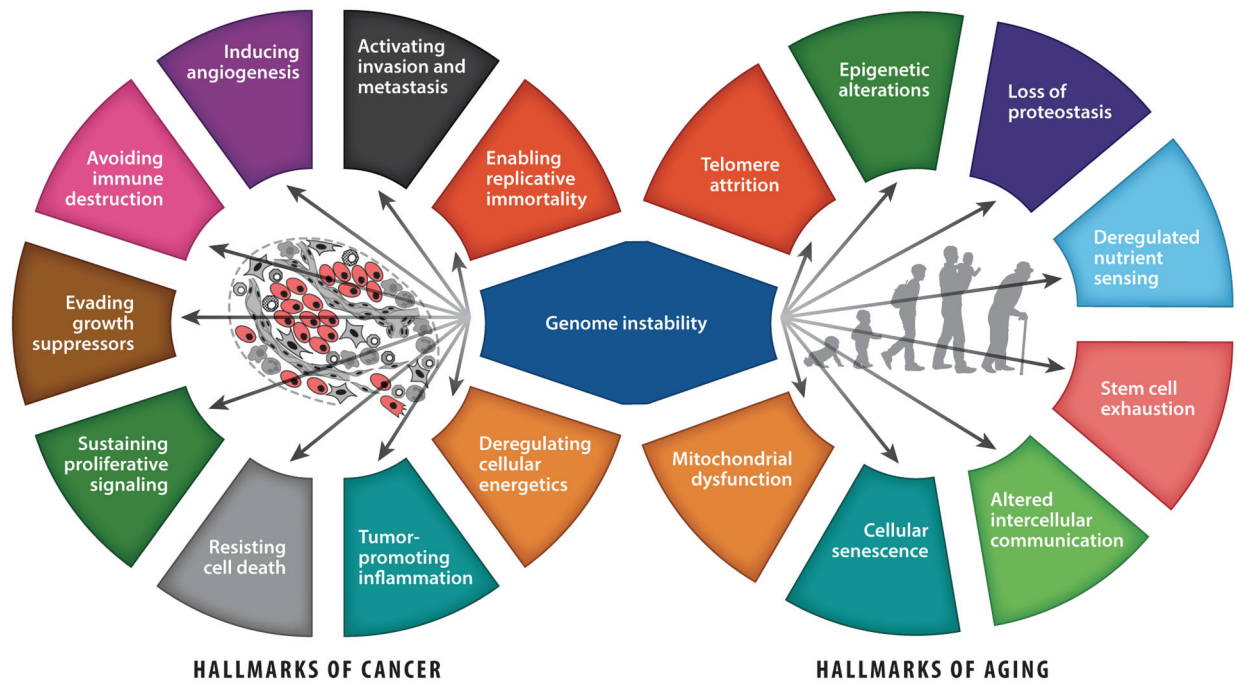 Inducing
angiogenesis
Activating
invasion and
metastasis
Avoiding
immune
destruction
Enabling
replicative
immortality
Evading
growth
suppressors
Sustaining
proliferative
signaling
Resisting
cell death
Tumor-
promoting
inflammation
Deregulating
cellular
energetics
Genome instability
Telomere
attrition
Epigenetic
alterations
Loss of
proteostasis
Deregulated
nutrient
sensing
Stem cell
exhaustion
Altered
intercellular
communication
Cellular
senescence
Mitochondrial
dysfunction
HALLMARKS OF CANCER
HALLMARKS OF AGING